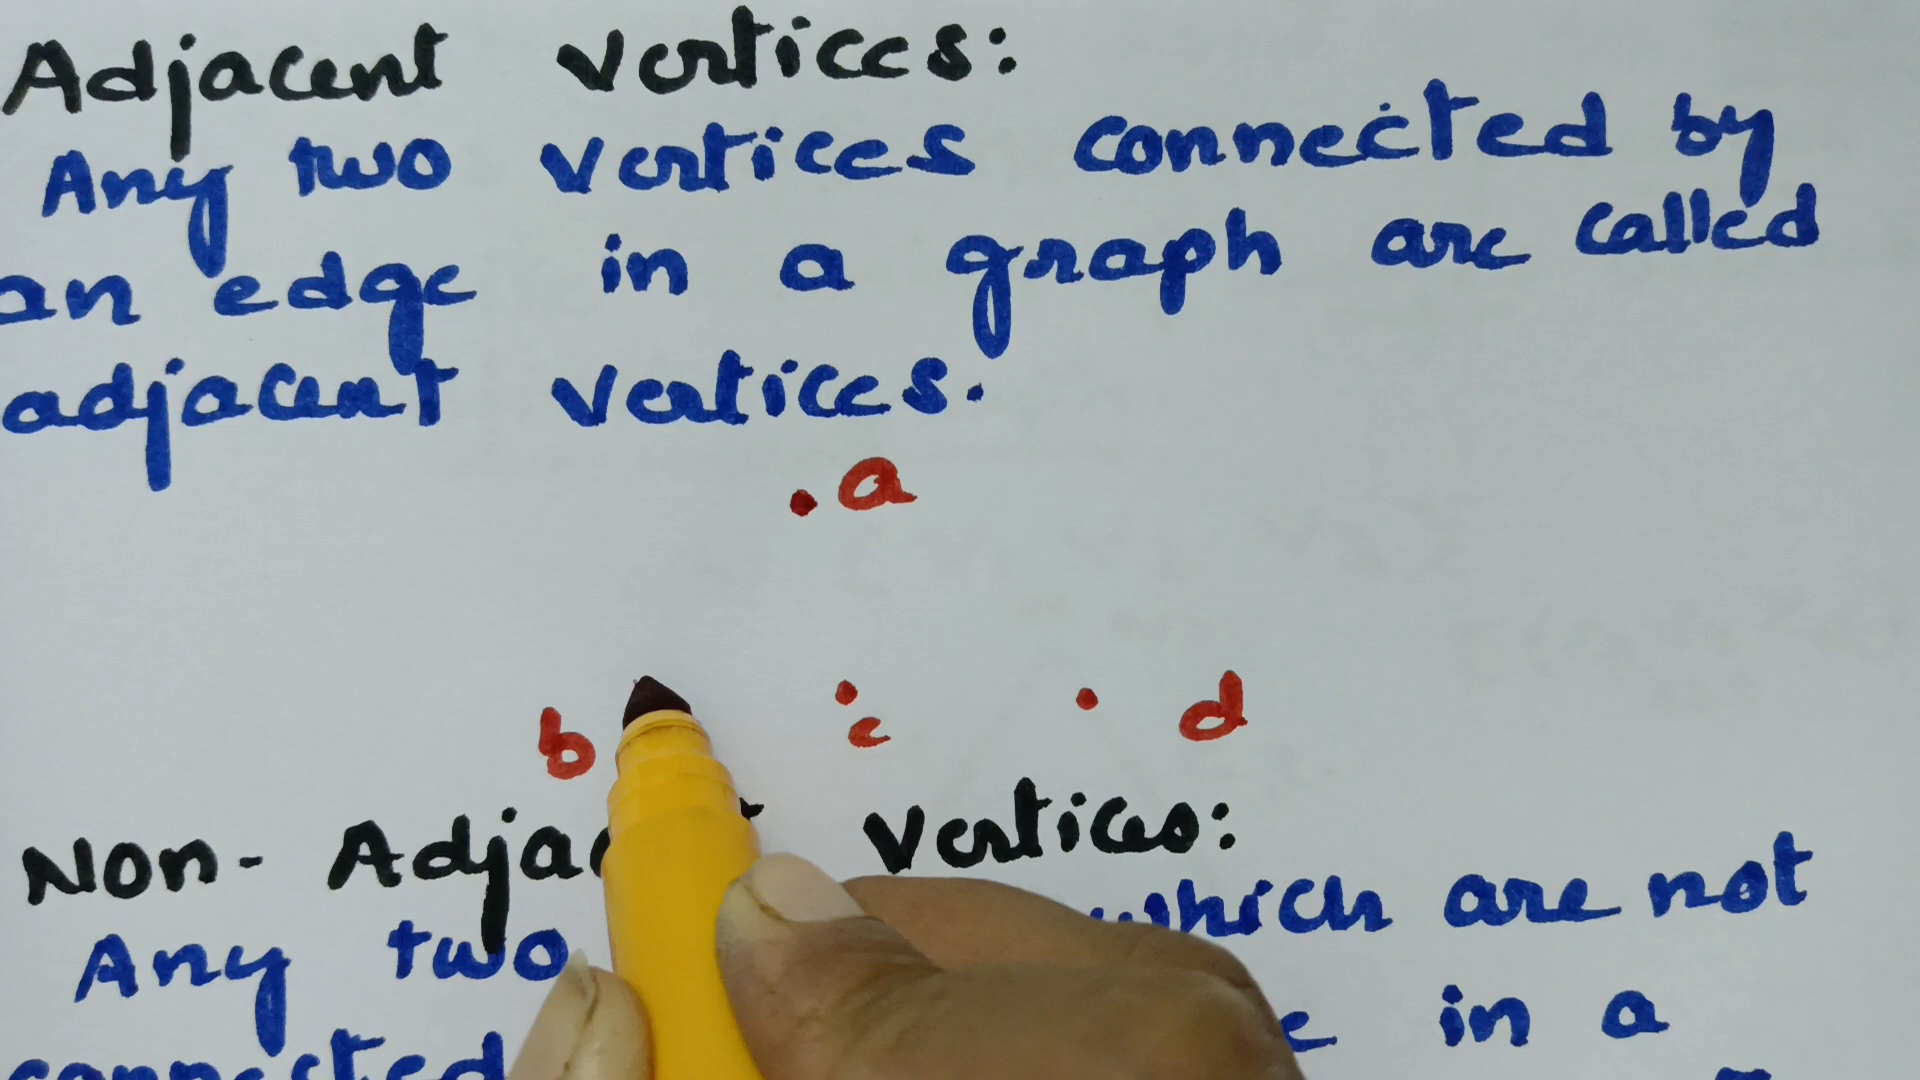 Adjacent vertices:
Any two vertices connected by
an edge in a graph are called
adjacent vertices.
a
b c d
Non- Vertices:
Any two which are not
in a
connected